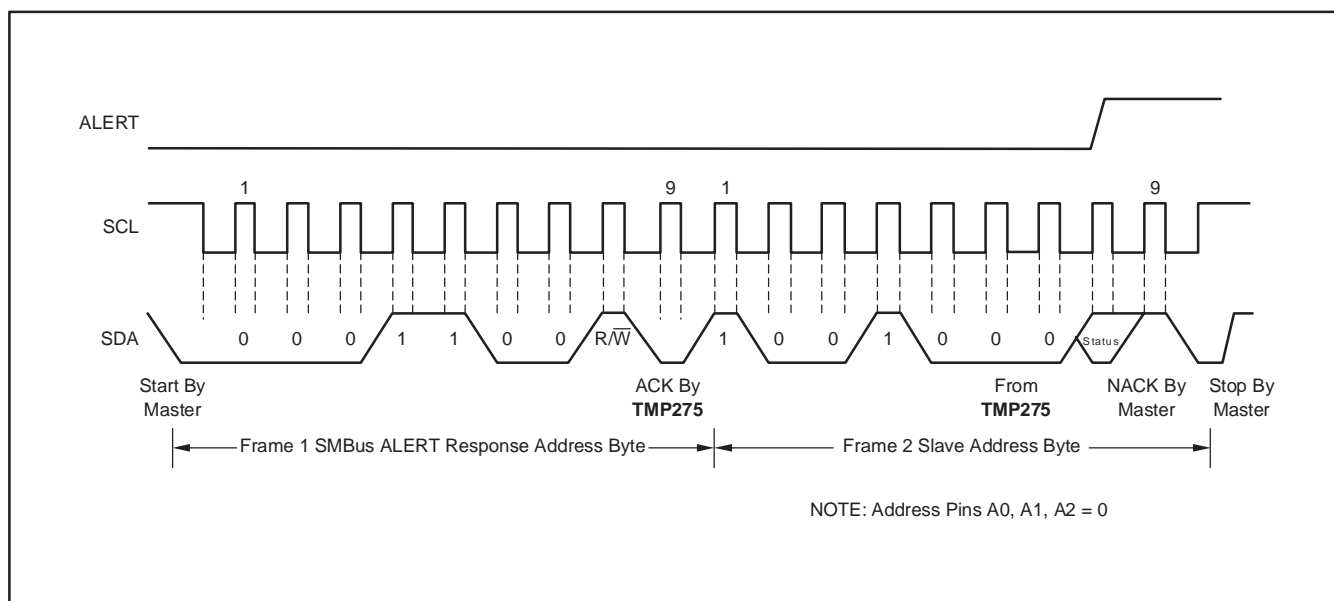 ALERT
1 9 1 9
SCL
SDA 0 0 0 1 1 0 0 R/W̅ 1 0 0 1 0 0 0 Status
Start By Master
ACK By TMP275
From TMP275
NACK By Master
Stop By Master
Frame 1 SMBus ALERT Response Address Byte
Frame 2 Slave Address Byte
NOTE: Address Pins A0, A1, A2 = 0